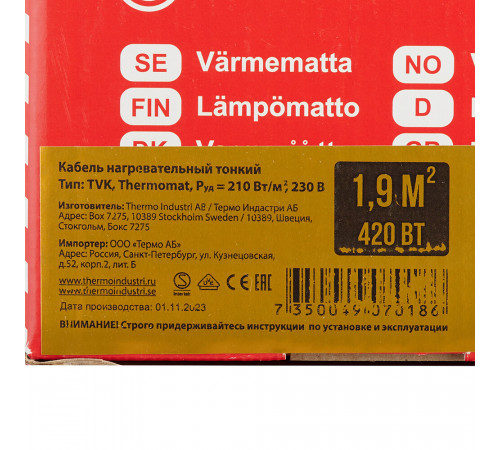 SE Värmematta NO
FIN Lämpömatto D
Кабель нагревательный тонкий
Тип: TVK, Thermomat, Pуд = 210 Вт/м², 230 В
1,9 М²
420 ВТ
Изготовитель: Thermo Industri AB / Термо Индастри АБ
Адрес: Box 7275, 10389 Stockholm Sweden / 10389, Швеция,
Стокгольм, Бокс 7275
Импортер: ООО «Термо АБ»
Адрес: Россия, Санкт-Петербург, ул. Кузнецовская,
д.52, корп.2, лит. Б
www.thermoindustri.ru
www.thermoindustri.se
CE EAC
Дата производства: 01.11.2023
7 350049 070186
ВНИМАНИЕ! Строго придерживайтесь инструкции по установке и эксплуатации